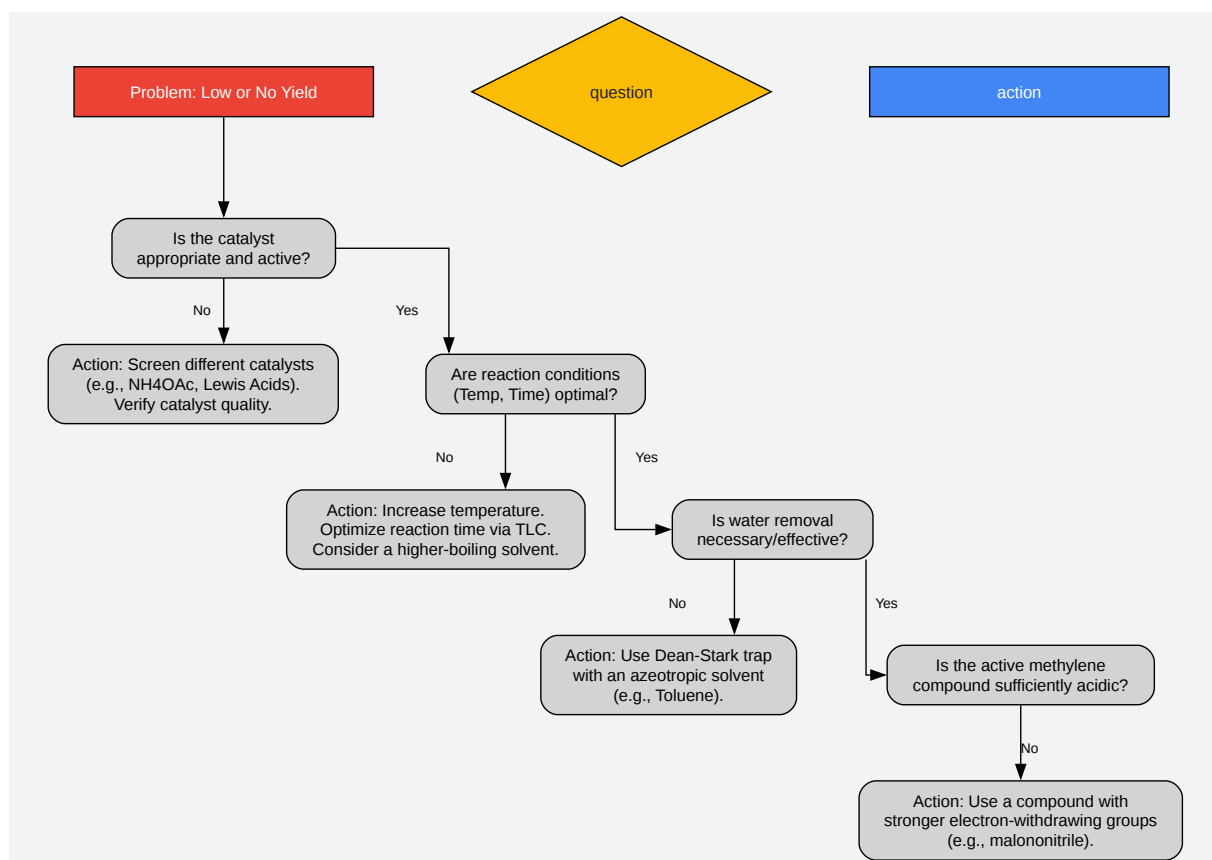 Problem: Low or No Yield
question
action
Is the catalyst
appropriate and active?
No
Yes
Action: Screen different catalysts
(e.g., NH4OAc, Lewis Acids).
Verify catalyst quality.
Are reaction conditions
(Temp, Time) optimal?
No
Yes
Action: Increase temperature.
Optimize reaction time via TLC.
Consider a higher-boiling solvent.
Is water removal
necessary/effective?
No
Yes
Action: Use Dean-Stark trap
with an azeotropic solvent
(e.g., Toluene).
Is the active methylene
compound sufficiently acidic?
No
Action: Use a compound with
stronger electron-withdrawing groups
(e.g., malononitrile).